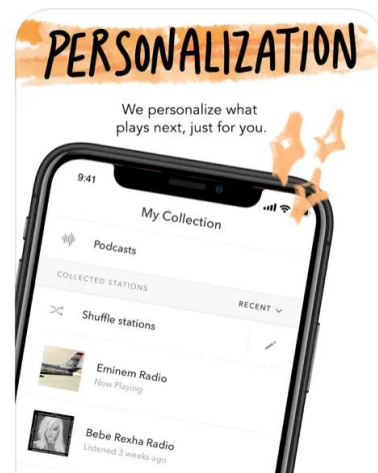 PERSONALIZATION
We personalize what
plays next, just for you.
9:41
My Collection
Podcasts
COLLECTED STATIONS
RECENT
Shuffle stations
Eminem Radio
Now Playing
Bebe Rexha Radio
Listened 3 weeks ago